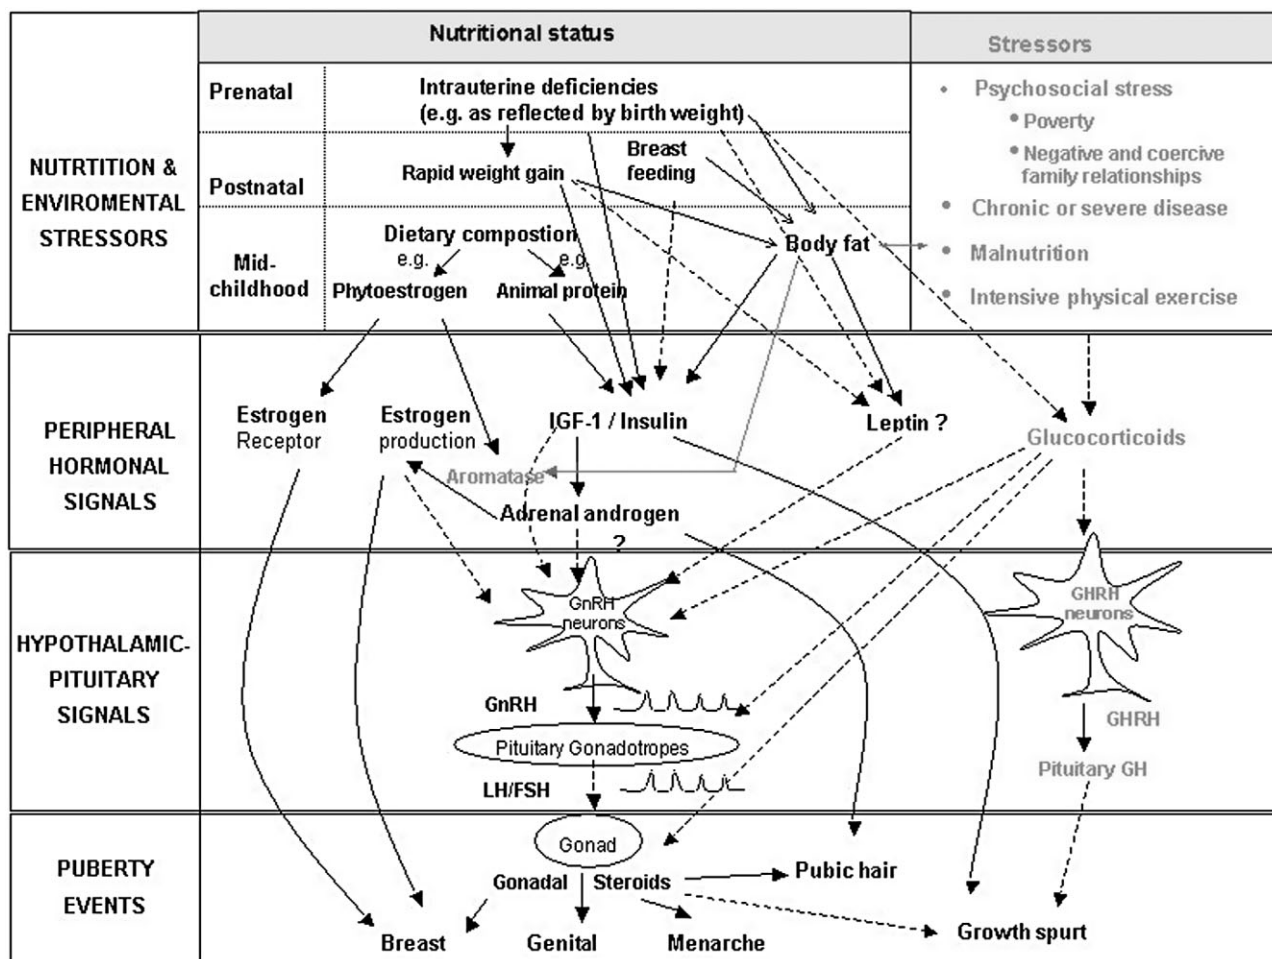 Nutritional status
Stressors
NUTRTITION &
ENVIROMENTAL
STRESSORS
Prenatal
Intrauterine deficiencies
(e.g. as reflected by birth weight)
Postnatal
Rapid weight gain
Breast
feeding
Mid-
childhood
Dietary compostion
e.g.
e.g.
Phytoestrogen
Animal protein
Body fat
• Psychosocial stress
• Poverty
• Negative and coercive
family relationships
• Chronic or severe disease
• Malnutrition
• Intensive physical exercise
PERIPHERAL
HORMONAL
SIGNALS
Estrogen
Receptor
Estrogen
production
IGF-1 / Insulin
Leptin ?
Glucocorticoids
Aromatase
Adrenal androgen
?
HYPOTHALAMIC-
PITUITARY
SIGNALS
GnRH
neurons
GHRH
neurons
GnRH
GHRH
Pituitary Gonadotropes
Pituitary GH
LH/FSH
PUBERTY
EVENTS
Gonad
Gonadal Steroids
Pubic hair
Breast
Genital
Menarche
Growth spurt